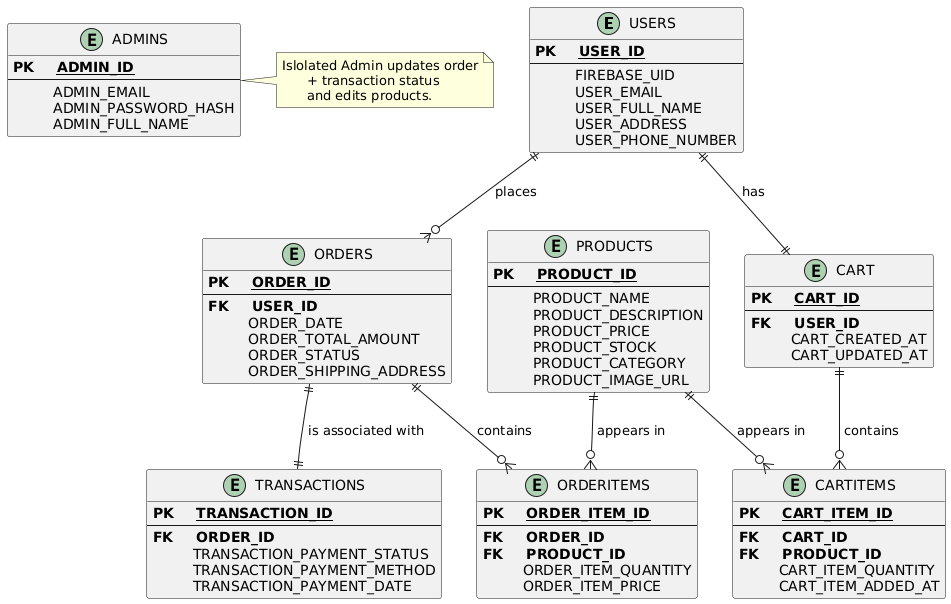 E ADMINS
PK ADMIN_ID
ADMIN_EMAIL
ADMIN_PASSWORD_HASH
ADMIN_FULL_NAME
Islolated Admin updates order
+ transaction status
and edits products.
E USERS
PK USER_ID
FIREBASE_UID
USER_EMAIL
USER_FULL_NAME
USER_ADDRESS
USER_PHONE_NUMBER
places
has
E ORDERS
PK ORDER_ID
FK USER_ID
ORDER_DATE
ORDER_TOTAL_AMOUNT
ORDER_STATUS
ORDER_SHIPPING_ADDRESS
E PRODUCTS
PK PRODUCT_ID
PRODUCT_NAME
PRODUCT_DESCRIPTION
PRODUCT_PRICE
PRODUCT_STOCK
PRODUCT_CATEGORY
PRODUCT_IMAGE_URL
E CART
PK CART_ID
FK USER_ID
CART_CREATED_AT
CART_UPDATED_AT
is associated with
contains
appears in
appears in
contains
E TRANSACTIONS
PK TRANSACTION_ID
FK ORDER_ID
TRANSACTION_PAYMENT_STATUS
TRANSACTION_PAYMENT_METHOD
TRANSACTION_PAYMENT_DATE
E ORDERITEMS
PK ORDER_ITEM_ID
FK ORDER_ID
FK PRODUCT_ID
ORDER_ITEM_QUANTITY
ORDER_ITEM_PRICE
E CARTITEMS
PK CART_ITEM_ID
FK CART_ID
FK PRODUCT_ID
CART_ITEM_QUANTITY
CART_ITEM_ADDED_AT